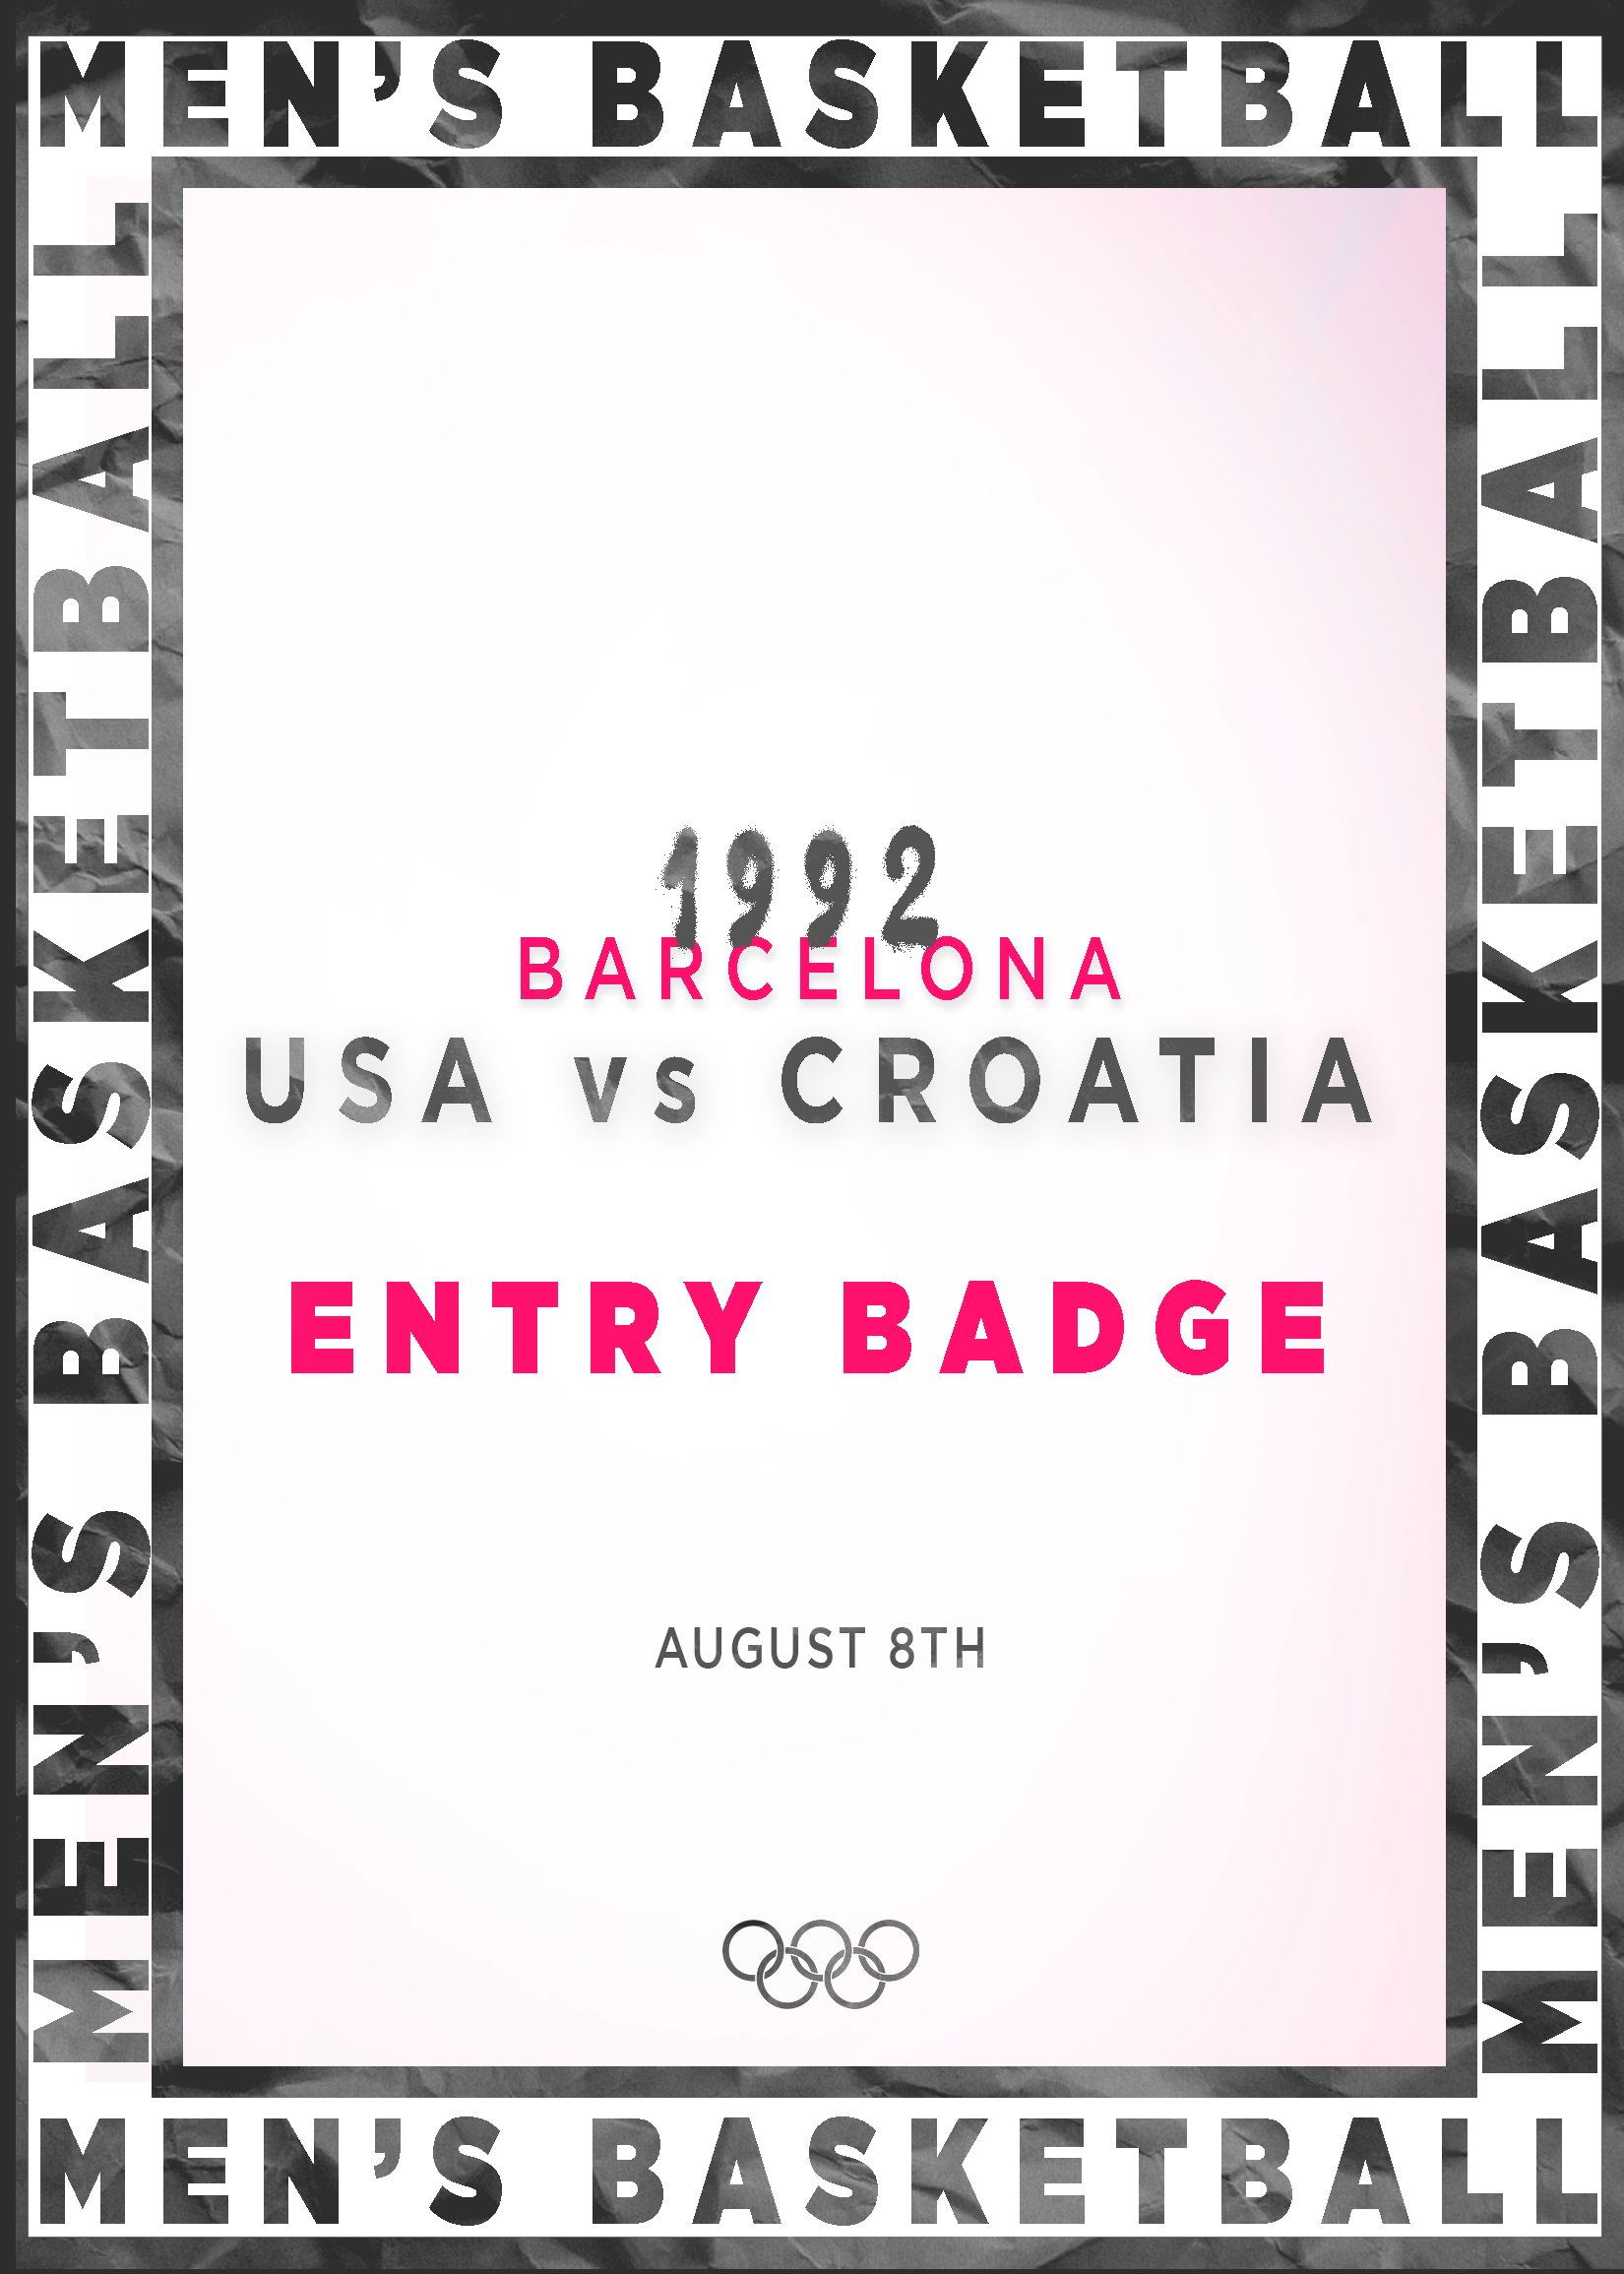 MEN'S BASKETBALL
MEN'S BASKETBALL
MEN'S BASKETBALL
1992
BARCELONA
USA vs CROATIA
ENTRY BADGE
AUGUST 8TH
MEN'S BASKETBALL